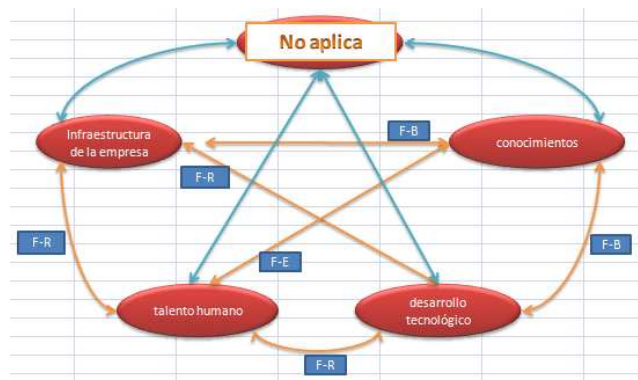 No aplica
Infraestructura
de la empresa
F-B
conocimientos
F-R
F-R
F-E
F-B
talento humano
desarrollo
tecnológico
F-R